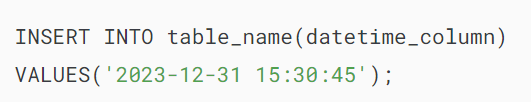 INSERT INTO table_name(datetime_column)
VALUES('2023-12-31 15:30:45');